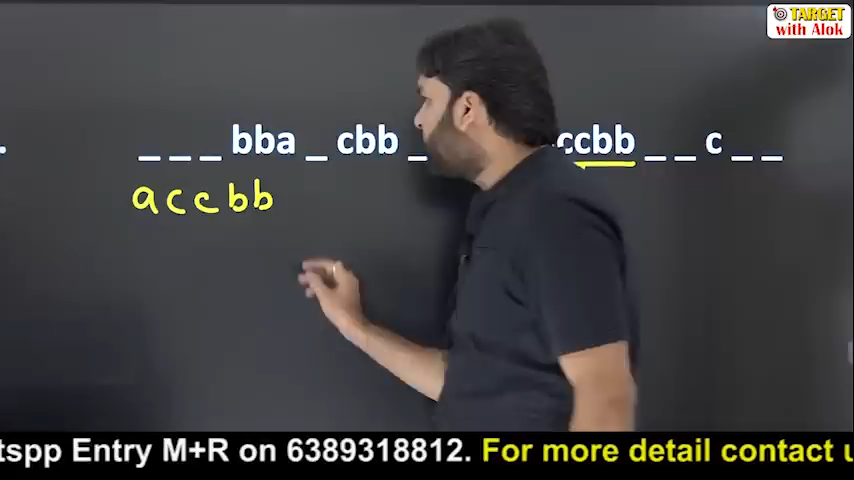 TARGET
with Alok
. _ _ _ bba _ cbb _ ccbb _ _ c _ _
accbb
tspp Entry M+R on 6389318812. For more detail contact u